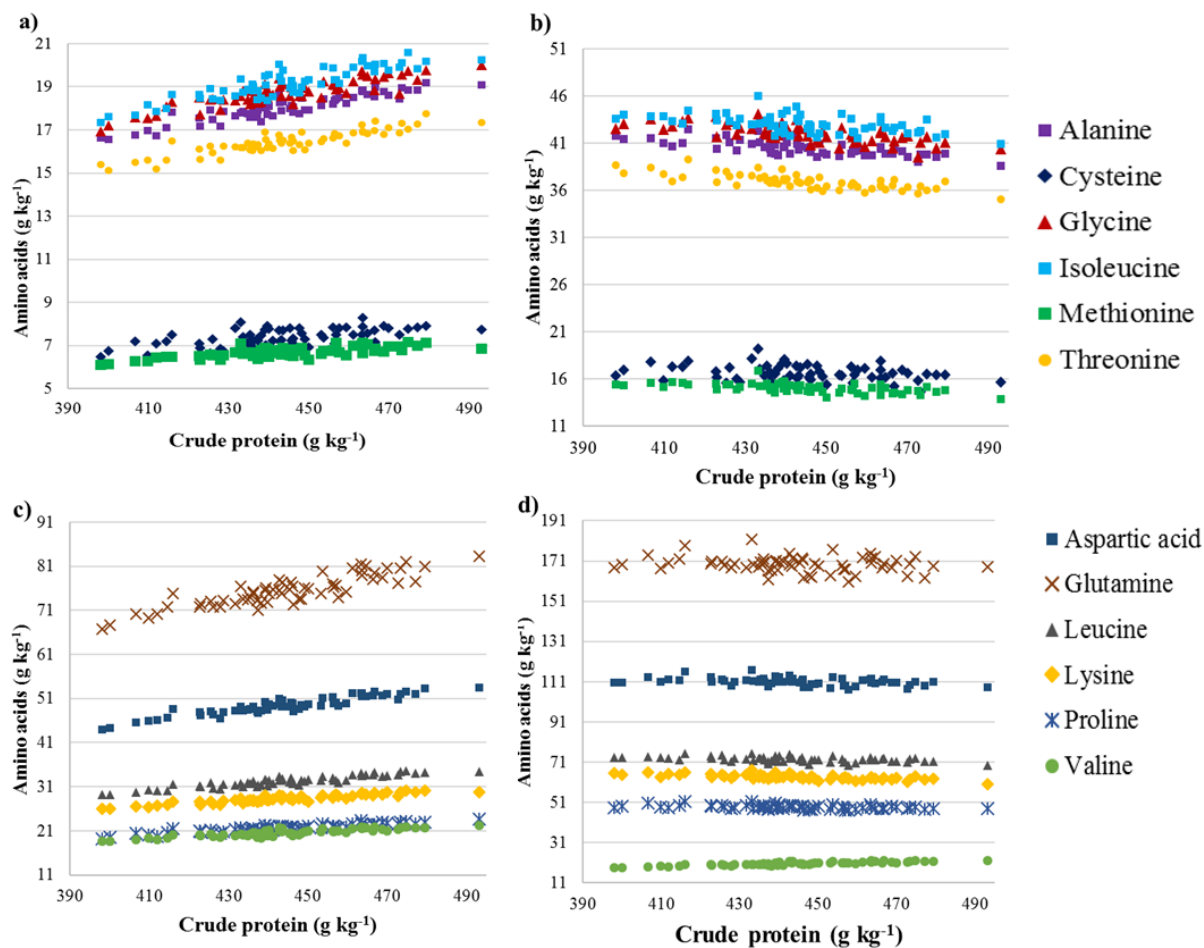 a)
21
19
17
15
13
11
9
7
5
Amino acids (g kg⁻¹)
390 410 430 450 470 490
Crude protein (g kg⁻¹)
b)
51
46
41
36
31
26
21
16
11
Amino acids (g kg⁻¹)
390 410 430 450 470 490
Crude protein (g kg⁻¹)
Alanine
Cysteine
Glycine
Isoleucine
Methionine
Threonine
c)
91
81
71
61
51
41
31
21
11
Amino acids (g kg⁻¹)
390 410 430 450 470 490
Crude protein (g kg⁻¹)
d)
191
171
151
131
111
91
71
51
31
11
Amino acids (g kg⁻¹)
390 410 430 450 470 490
Crude protein (g kg⁻¹)
Aspartic acid
Glutamine
Leucine
Lysine
Proline
Valine